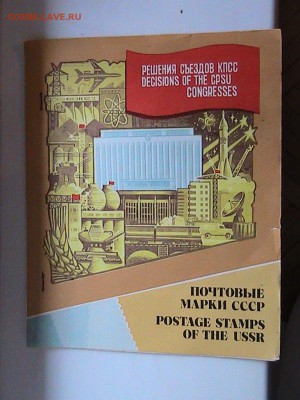 РЕШЕНИЯ СЪЕЗДОВ КПСС
DECISIONS OF THE CPSU
CONGRESSES
ПОЧТОВЫЕ
МАРКИ СССР
POSTAGE STAMPS
OF THE USSR